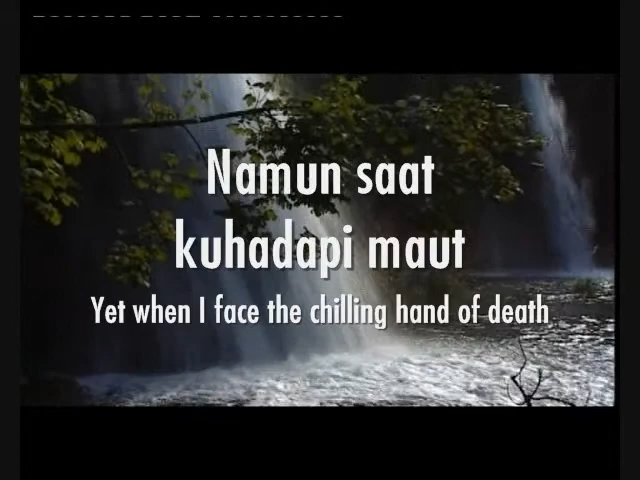 Namun saat
kuhadapi maut
Yet when I face the chilling hand of death